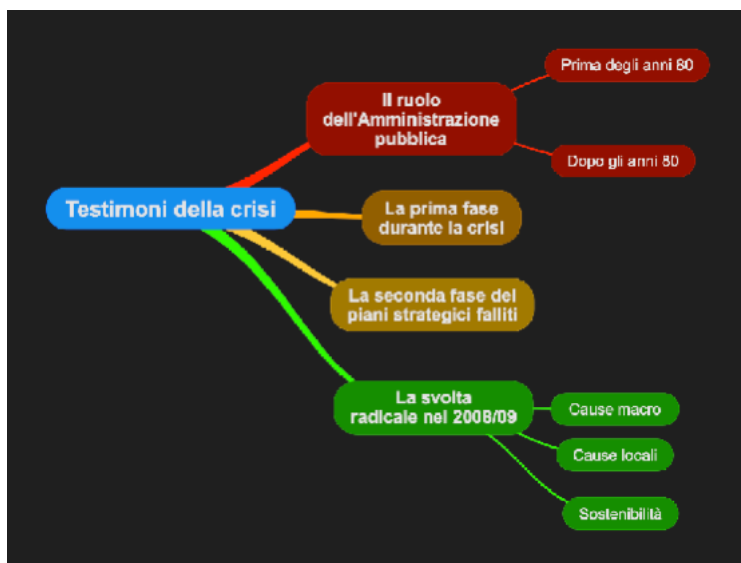 Testimoni della crisi
Il ruolo
dell'Amministrazione
pubblica
Prima degli anni 80
Dopo gli anni 80
La prima fase
durante la crisi
La seconda fase dei
piani strategici falliti
La svolta
radicale nel 2008/09
Cause macro
Cause locali
Sostenibilità